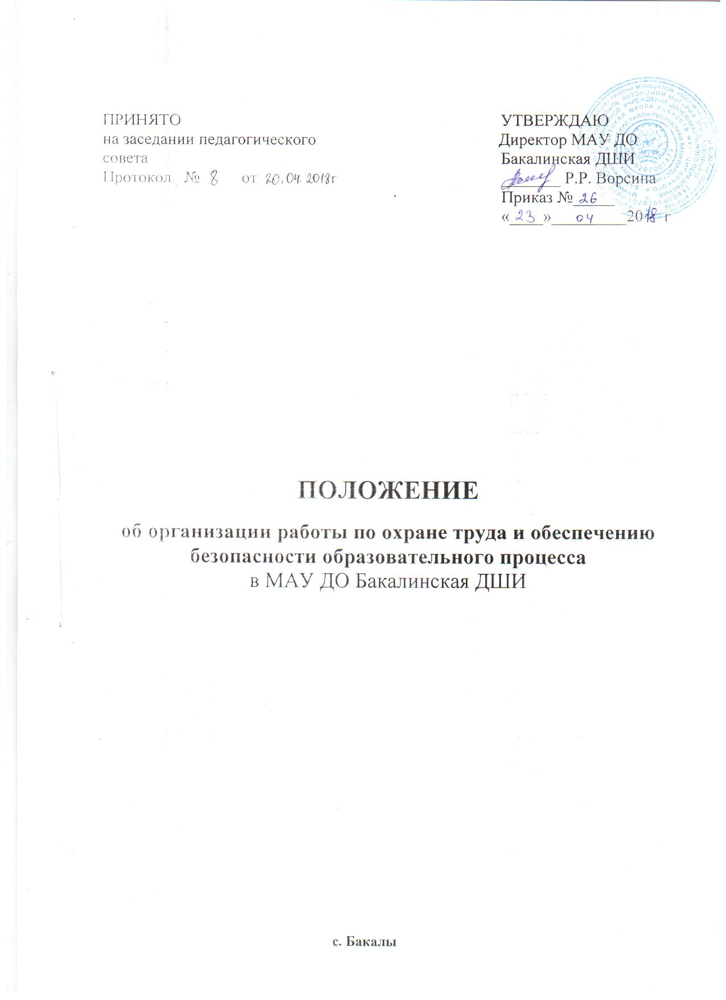 ПРИНЯТО
на заседании педагогического
совета
Протокол № 8 от 20.04.2018г
УТВЕРЖДАЮ
Директор МАУ ДО
Бакалинская ДШИ
Р.Р. Ворсина
Приказ № 26
«23» 04 2018 г
ПОЛОЖЕНИЕ
об организации работы по охране труда и обеспечению
безопасности образовательного процесса
в МАУ ДО Бакалинская ДШИ
с. Бакалы